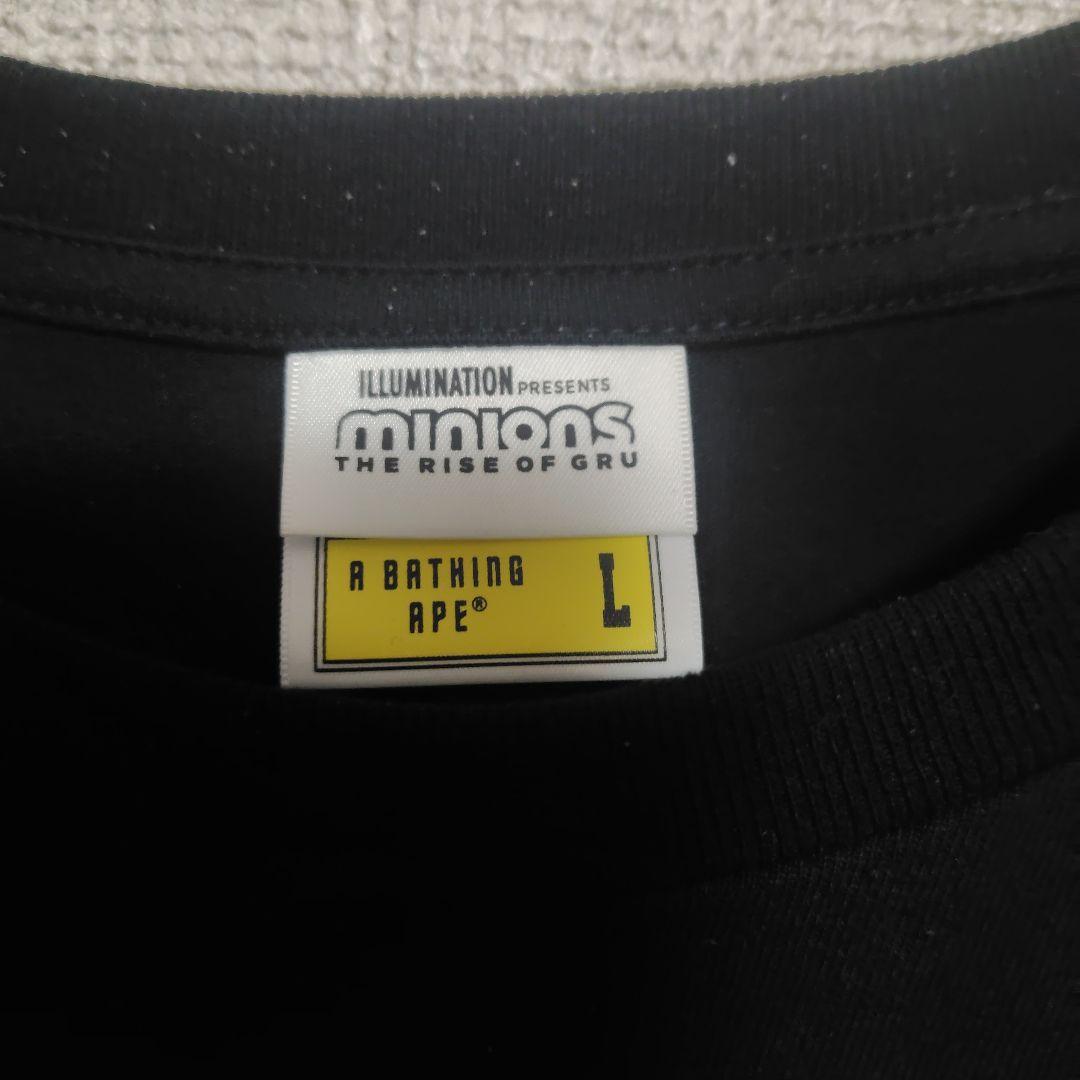 ILLUMINATION PRESENTS
minions
THE RISE OF GRU
A BATHING
APE®
L